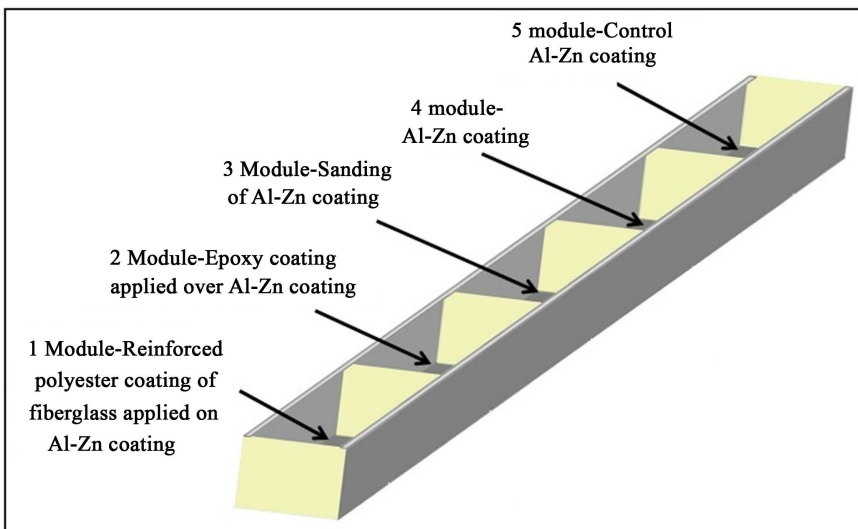 5 module-Control
Al-Zn coating
4 module-
Al-Zn coating
3 Module-Sanding
of Al-Zn coating
2 Module-Epoxy coating
applied over Al-Zn coating
1 Module-Reinforced
polyester coating of
fiberglass applied on
Al-Zn coating